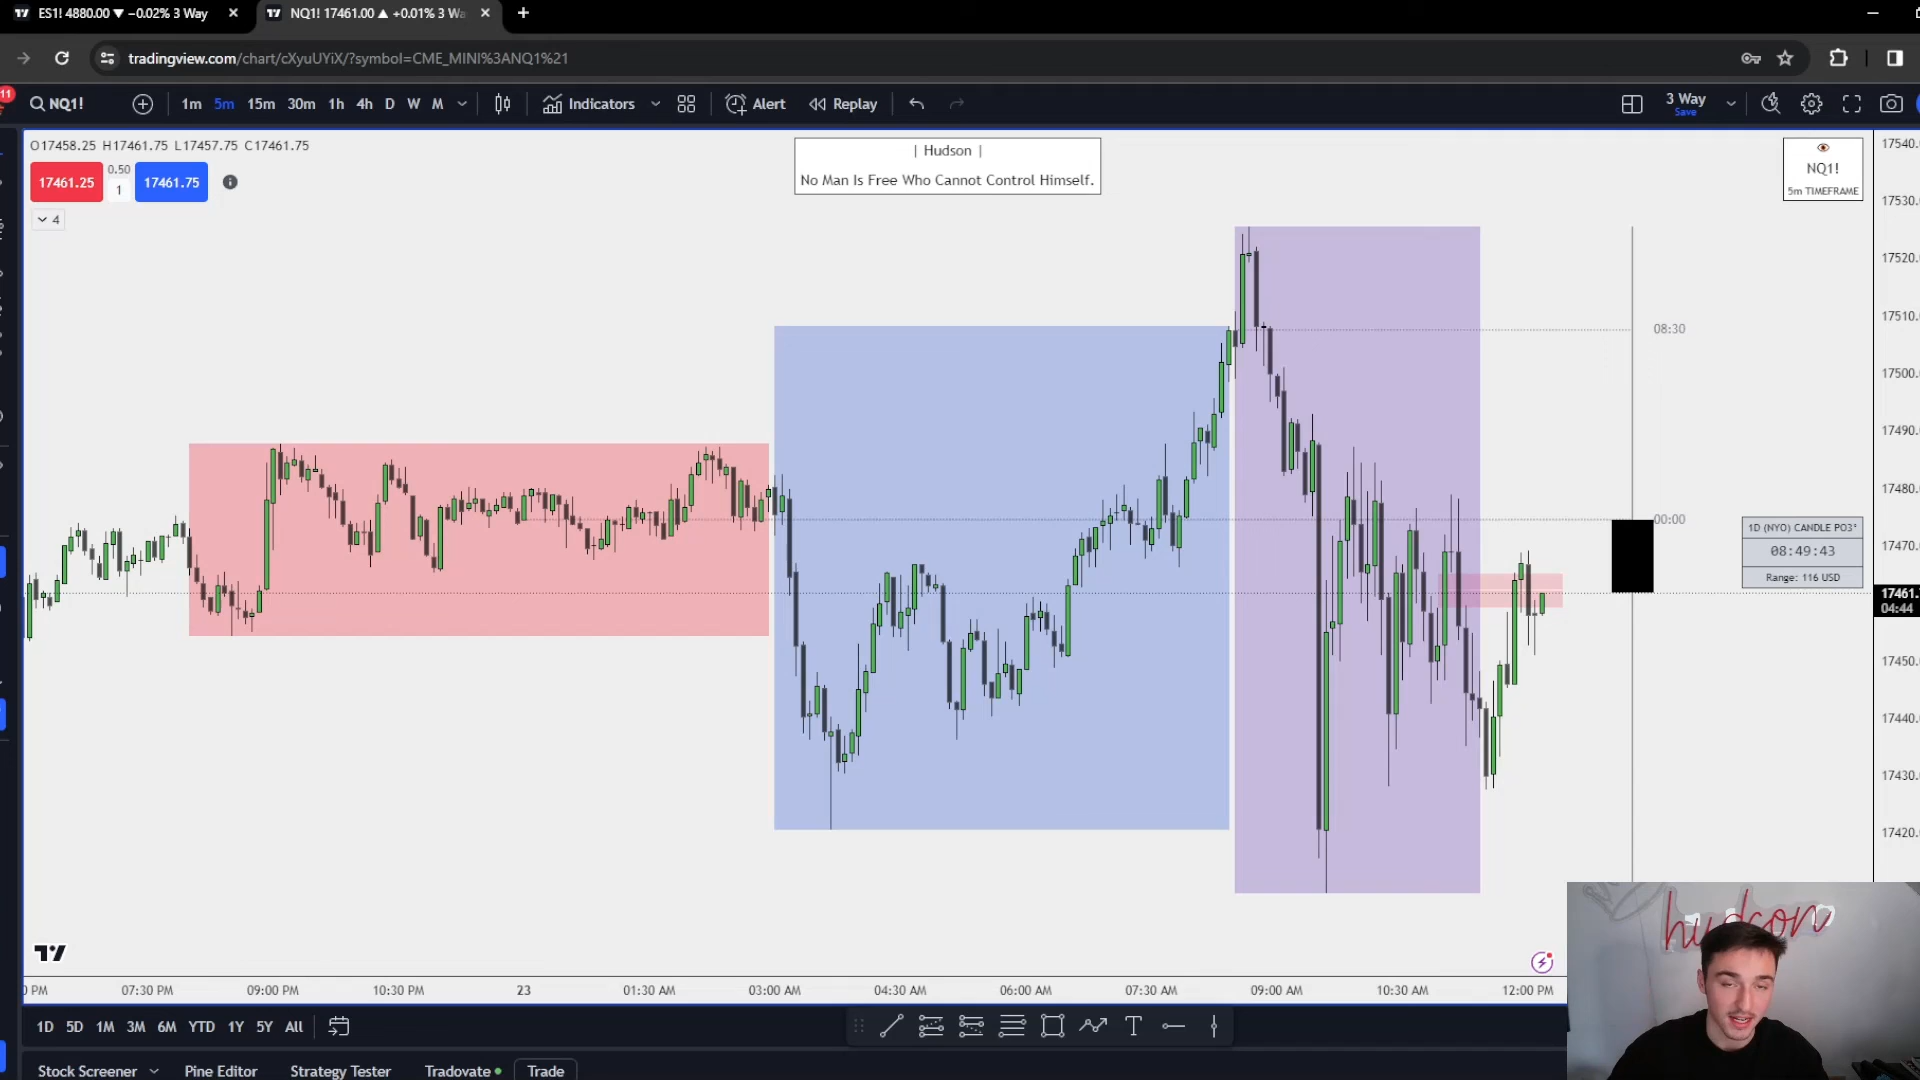 ES1! 4880.00 ▼ −0.02% 3 Way
NQ1! 17461.00 ▲ +0.01% 3 Wa
tradingview.com/chart/cXyuUYiX/?symbol=CME_MINI%3ANQ1%21
11
NQ1!
1m 5m 15m 30m 1h 4h D W M
Indicators
Alert
Replay
3 Way
Save
O17458.25 H17461.75 L17457.75 C17461.75
17461.25
0.50
1
17461.75
4
| Hudson |
No Man Is Free Who Cannot Control Himself.
NQ1!
5m TIMEFRAME
17540.
17530.
17520.
17510.
17500.
17490.
17480.
17470.
17461.
04:44
17450.
17440.
17430.
17420.
08:30
00:00
1D (NYO) CANDLE PO3*
08:49:43
Range: 116 USD
hudson
PM 07:30 PM 09:00 PM 10:30 PM 23 01:30 AM 03:00 AM 04:30 AM 06:00 AM 07:30 AM 09:00 AM 10:30 AM 12:00 PM
1D 5D 1M 3M 6M YTD 1Y 5Y All
Stock Screener Pine Editor Strategy Tester Tradovate Trade